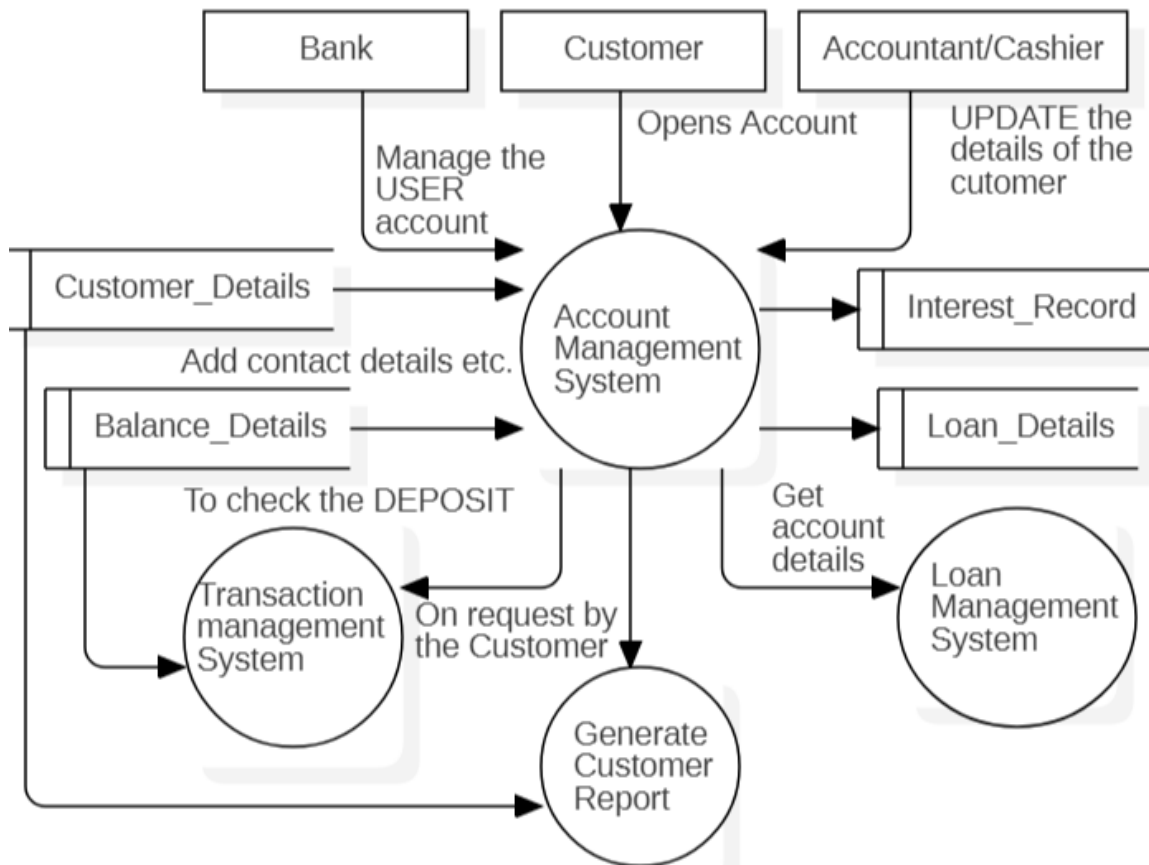 Bank
Customer
Accountant/Cashier
Opens Account
UPDATE the
details of the
cutomer
Manage the
USER
account
Customer_Details
Interest_Record
Account
Management
System
Add contact details etc.
Balance_Details
Loan_Details
To check the DEPOSIT
Get
account
details
Transaction
management
System
On request by
the Customer
Loan
Management
System
Generate
Customer
Report